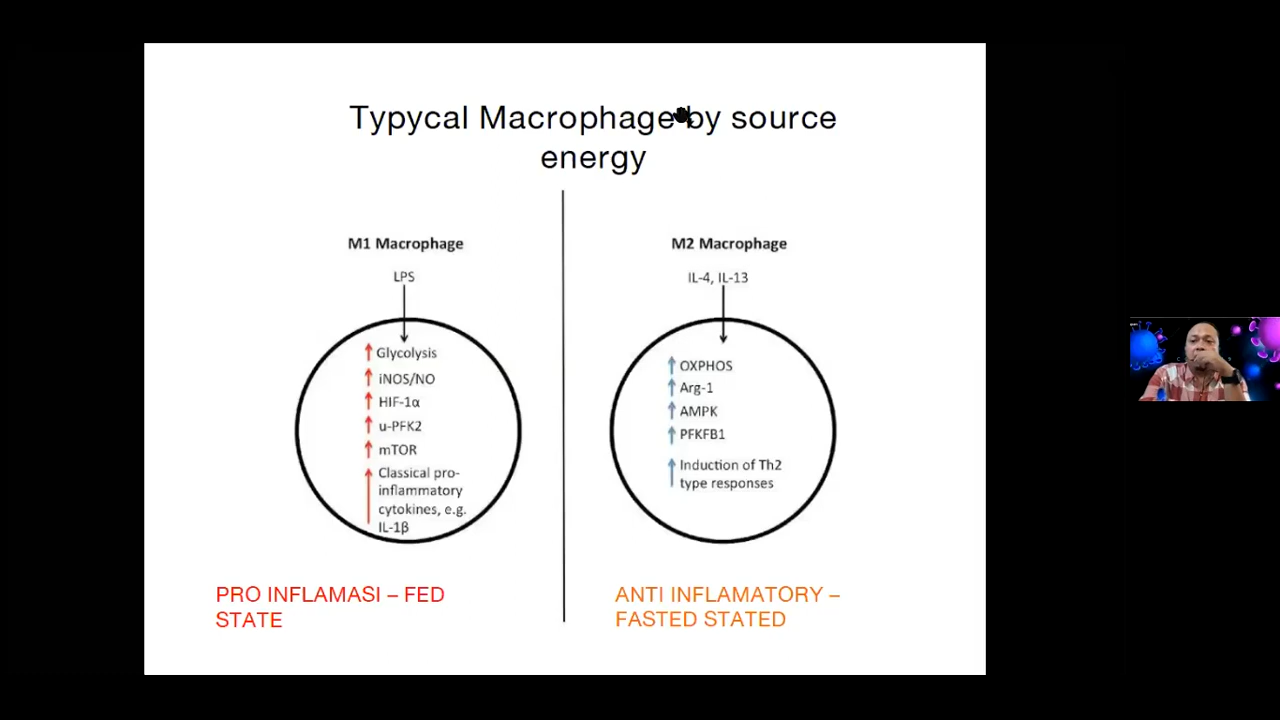 Typycal Macrophage by source
energy
M1 Macrophage
LPS
Glycolysis
iNOS/NO
HIF-1α
u-PFK2
mTOR
Classical pro-
inflammatory
cytokines, e.g.
IL-1β
PRO INFLAMASI – FED
STATE
M2 Macrophage
IL-4, IL-13
OXPHOS
Arg-1
AMPK
PFKFB1
Induction of Th2
type responses
ANTI INFLAMATORY –
FASTED STATED